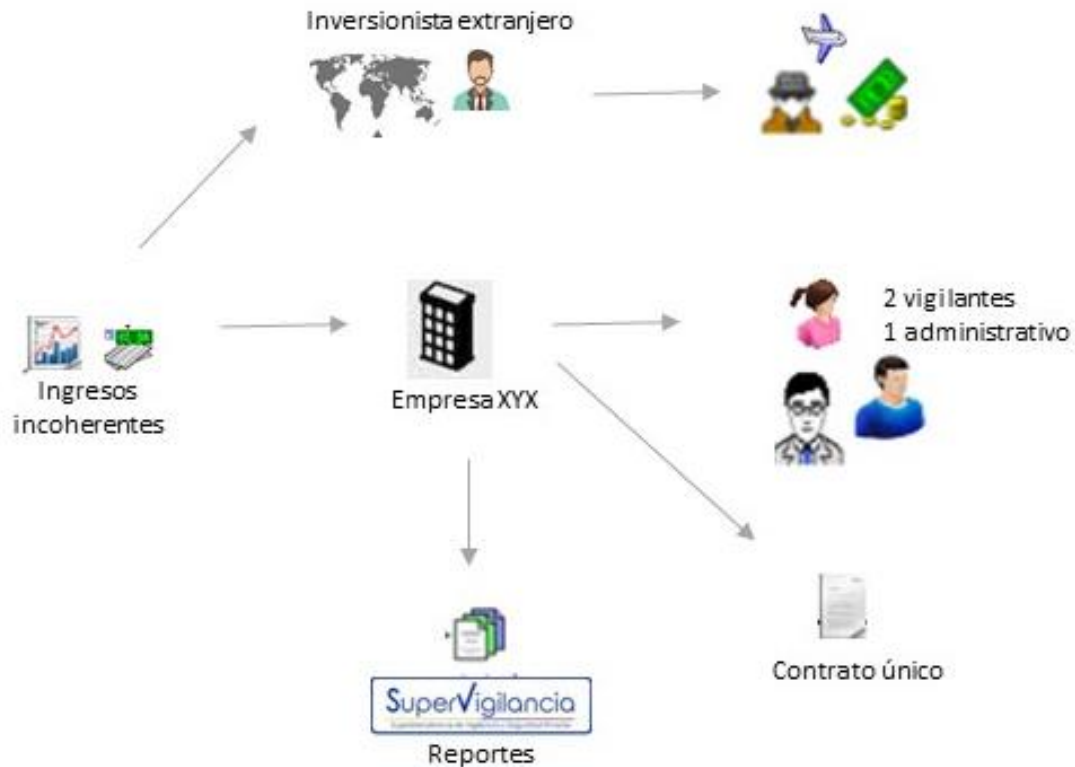 Inversionista extranjero
2 vigilantes
1 administrativo
Ingresos
incoherentes
Empresa XYX
Contrato único
SuperVigilancia
Reportes